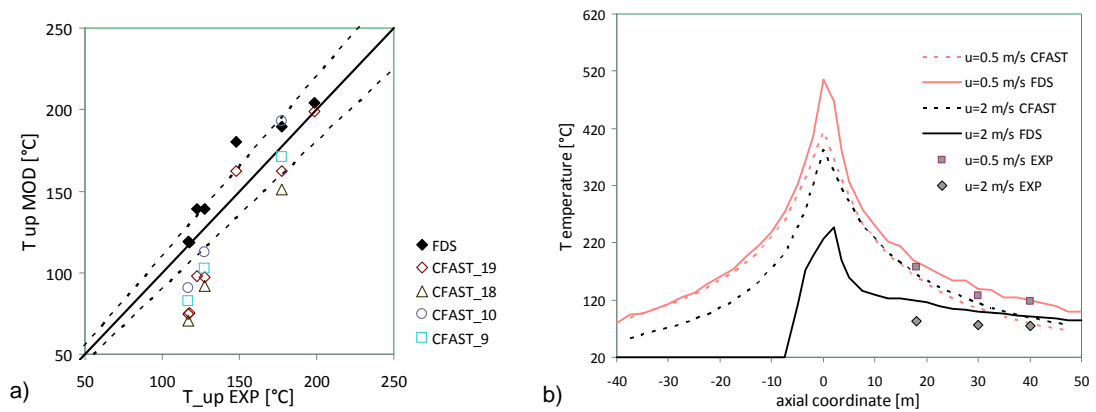 250
200
150
100
50
50
100
150
200
250
T up MOD [°C]
T_up EXP [°C]
FDS
CFAST_19
CFAST_18
CFAST_10
CFAST_9
a)
620
520
420
320
220
120
20
-40
-30
-20
-10
0
10
20
30
40
50
Temperature [°C]
axial coordinate [m]
u=0.5 m/s CFAST
u=0.5 m/s FDS
u=2 m/s CFAST
u=2 m/s FDS
u=0.5 m/s EXP
u=2 m/s EXP
b)